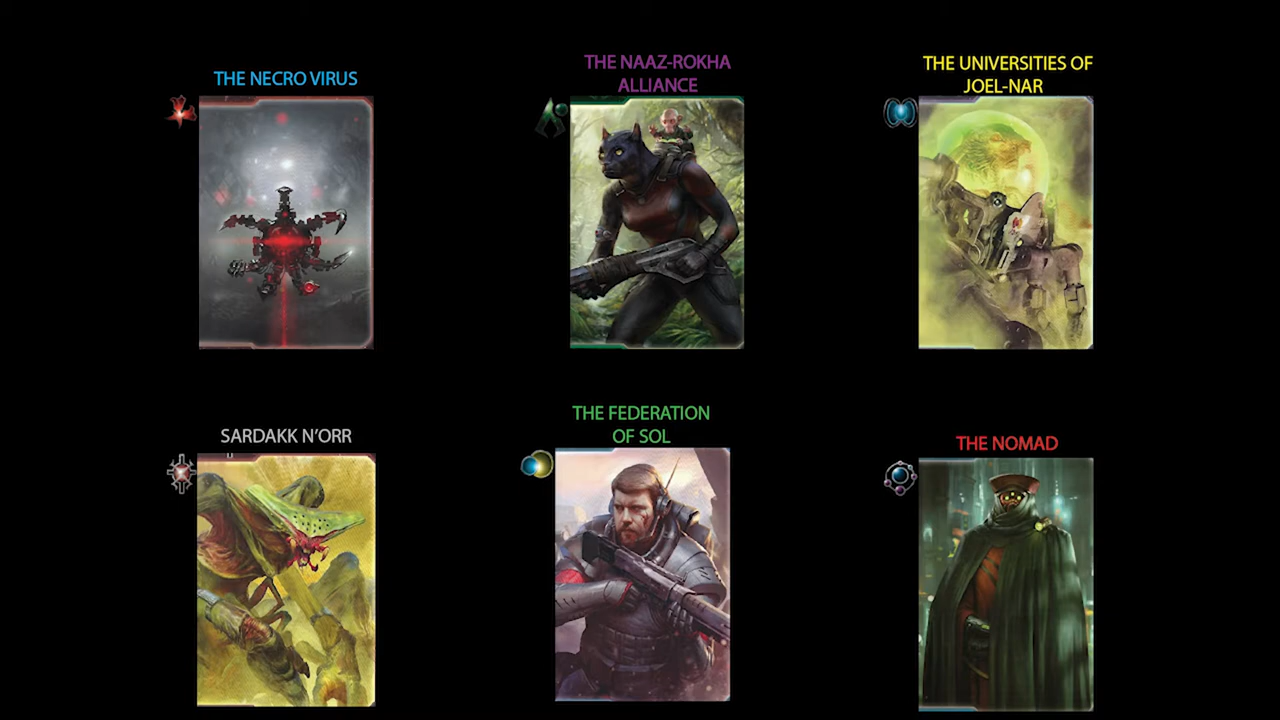 THE NECRO VIRUS
THE NAAZ-ROKHA
ALLIANCE
THE UNIVERSITIES OF
JOEL-NAR
SARDAKK N'ORR
THE FEDERATION
OF SOL
THE NOMAD